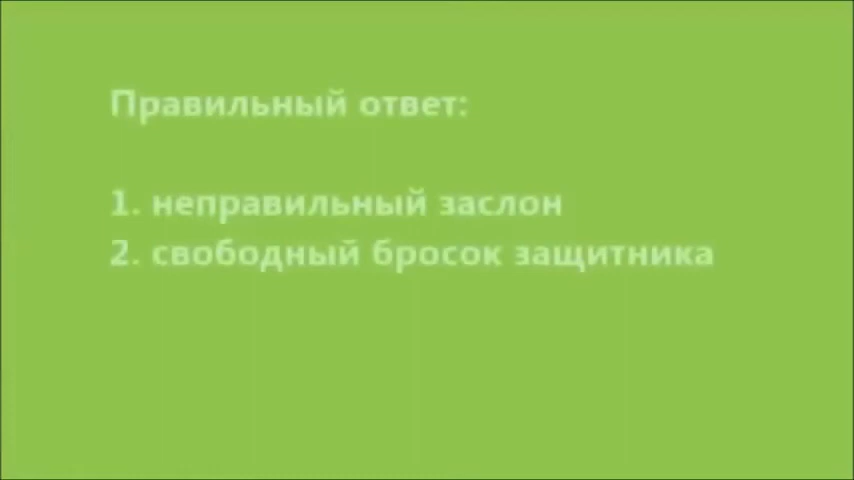 Правильный ответ:
1. неправильный заслон
2. свободный бросок защитника